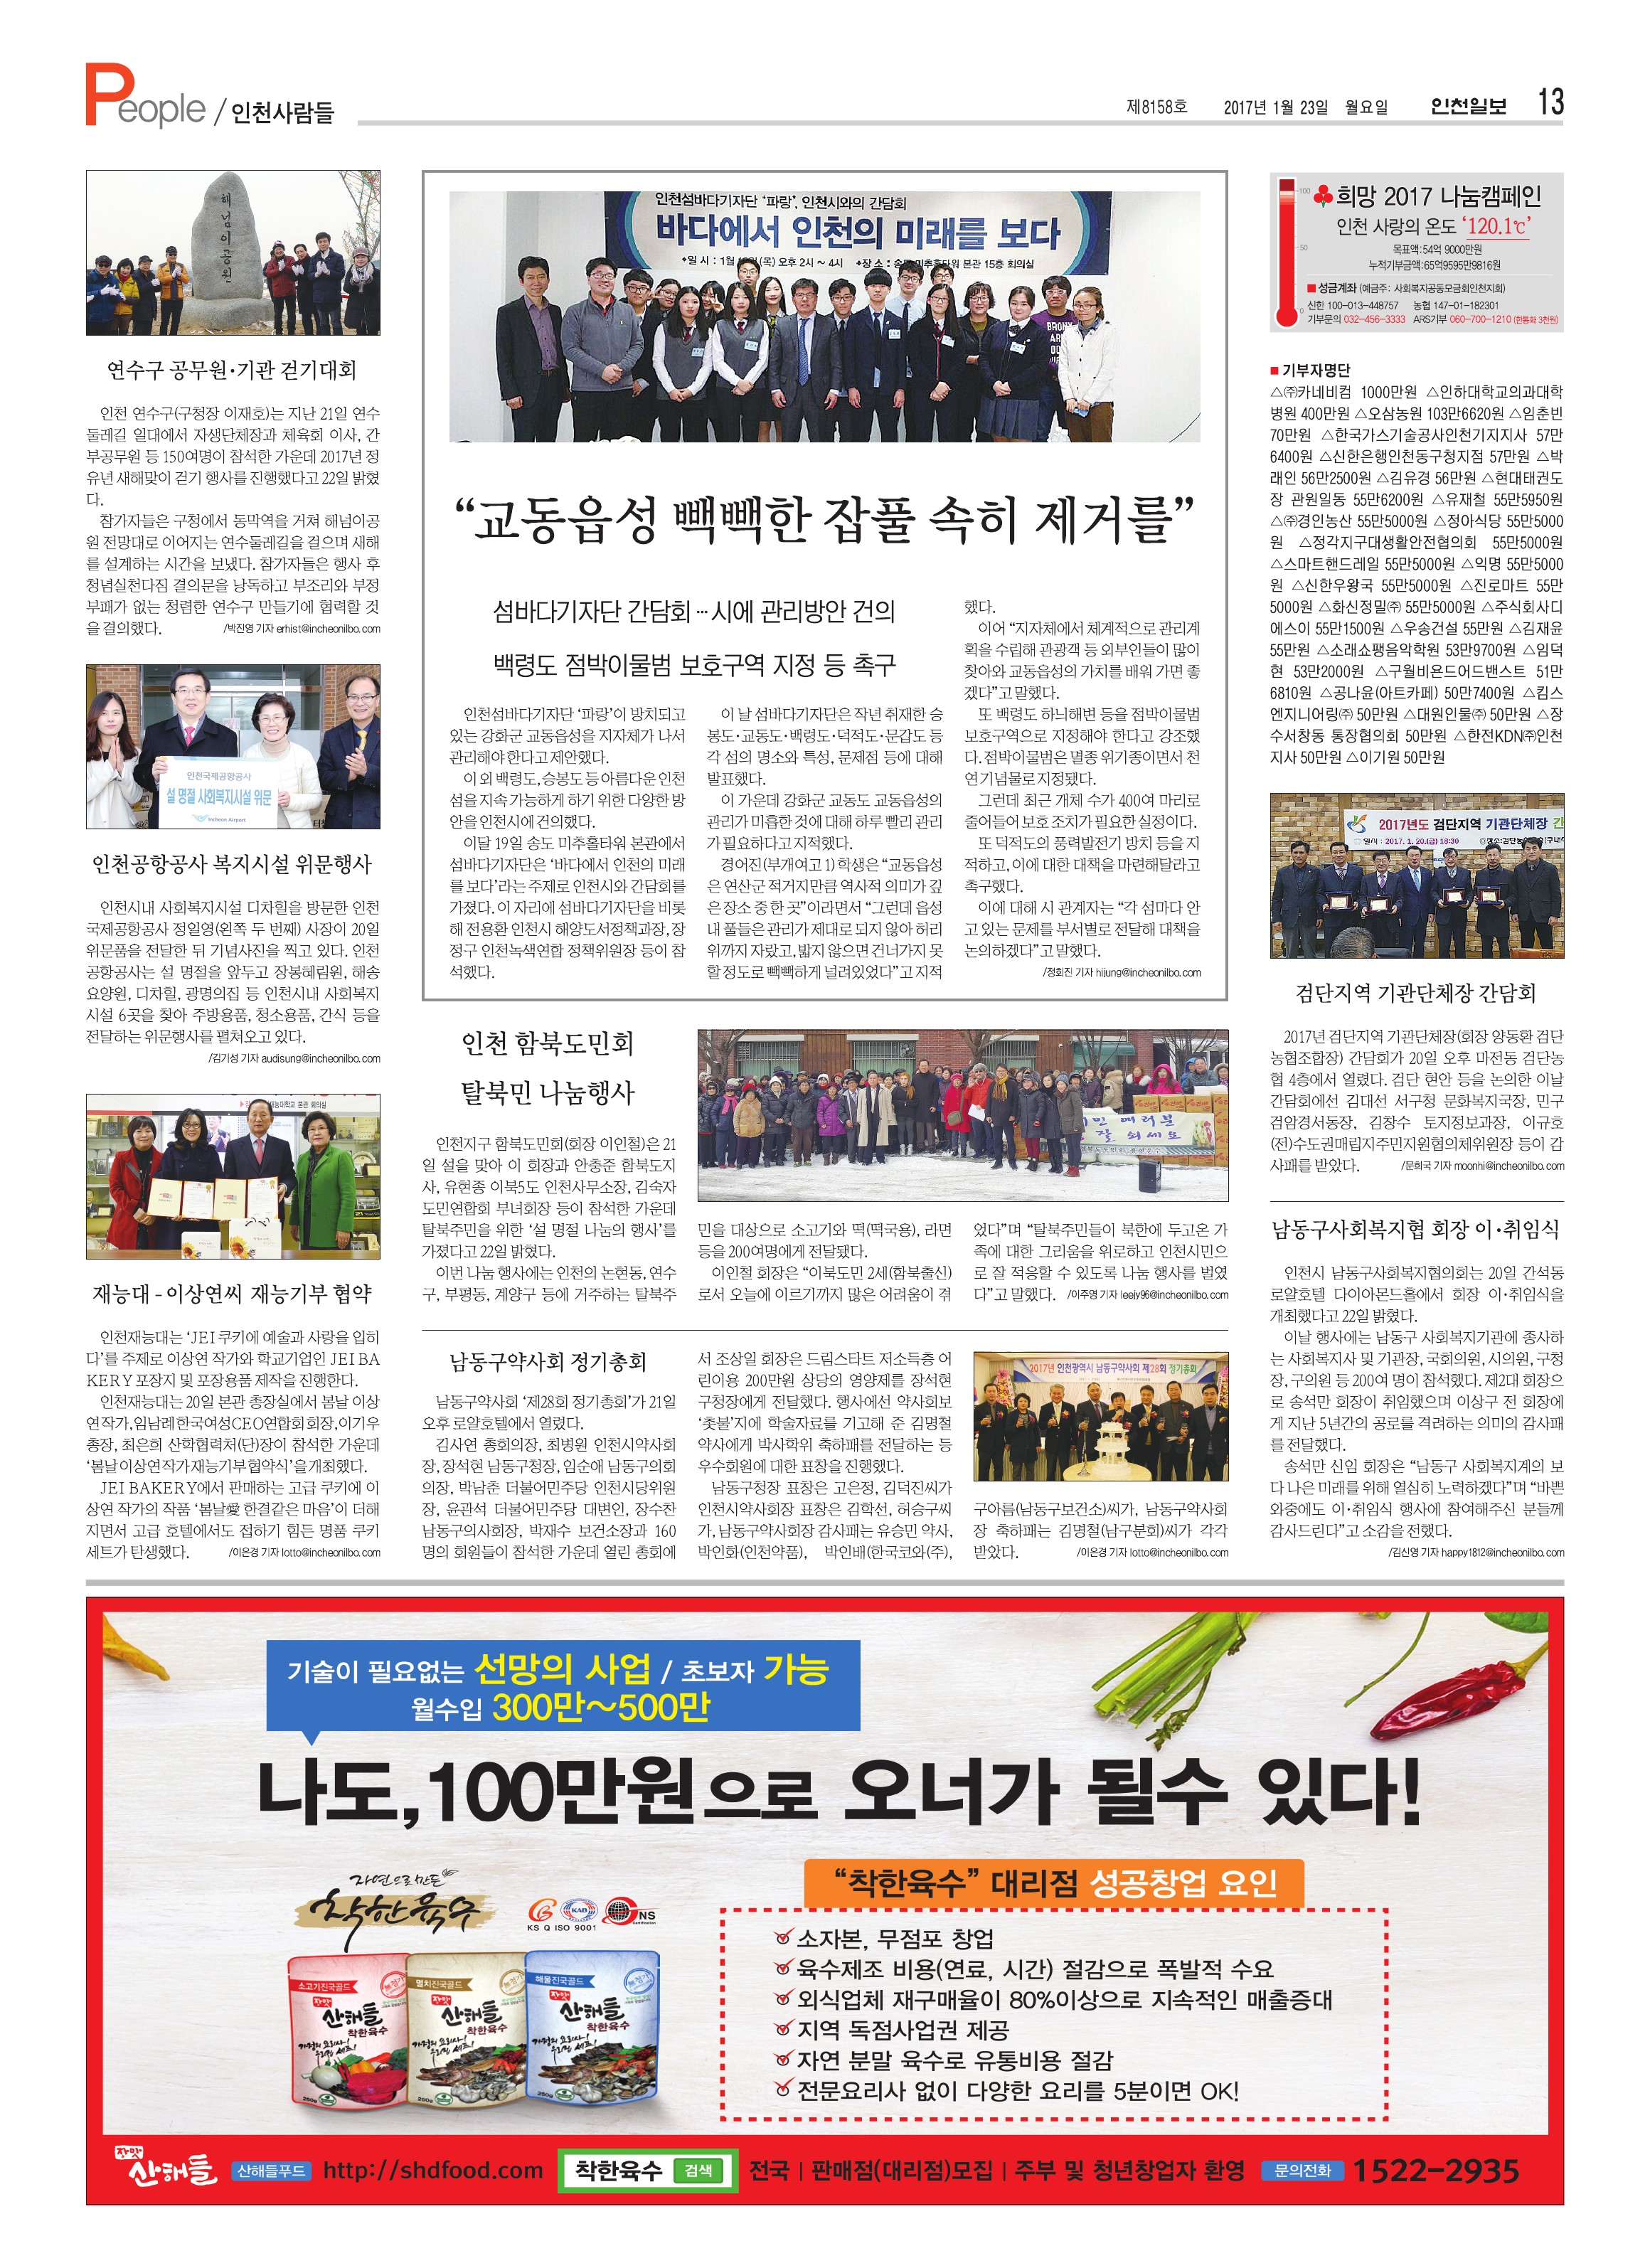 People / 인천사람들
제8158호 2017년 1월 23일 월요일 인천일보 13
해넘이공원
연수구 공무원·기관 걷기대회
인천 연수구(구청장 이재호)는 지난 21일 연수
둘레길 일대에서 자생단체장과 체육회 이사, 간
부공무원 등 150여명이 참석한 가운데 2017년 정
유년 새해맞이 걷기 행사를 진행했다고 22일 밝혔
다.
참가자들은 구청에서 동막역을 거쳐 해넘이공
원 전망대로 이어지는 연수둘레길을 걸으며 새해
를 설계하는 시간을 보냈다. 참가자들은 행사 후
청념실천다짐 결의문을 낭독하고 부조리와 부정
부패가 없는 청렴한 연수구 만들기에 협력할 것
을 결의했다.
/박진영 기자 erhist@incheonilbo.com
인천국제공항공사
설 명절 사회복지시설 위문
Incheon Airport
인천공항공사 복지시설 위문행사
인천시내 사회복지시설 디차힐을 방문한 인천
국제공항공사 정일영(왼쪽 두 번째) 사장이 20일
위문품을 전달한 뒤 기념사진을 찍고 있다. 인천
공항공사는 설 명절을 앞두고 장봉혜림원, 해송
요양원, 디차힐, 광명의집 등 인천시내 사회복지
시설 6곳을 찾아 주방용품, 청소용품, 간식 등을
전달하는 위문행사를 펼쳐오고 있다.
/김기성 기자 audisung@incheonilbo.com
재능대학교 본관 회의실
재능대-이상연씨 재능기부 협약
인천재능대는 ‘JEI 쿠키에 예술과 사랑을 입히
다’를 주제로 이상연 작가와 학교기업인 JEI BA
KERY 포장지 및 포장용품 제작을 진행한다.
인천재능대는 20일 본관 총장실에서 봄날 이상
연 작가, 임남례 한국여성CEO연합회 회장, 이기우
총장, 최은희 산학협력처(단)장이 참석한 가운데
‘봄날 이상연 작가 재능기부 협약식’을 개최했다.
JEI BAKERY에서 판매하는 고급 쿠키에 이
상연 작가의 작품 ‘봄날愛 한결같은 마음’이 더해
지면서 고급 호텔에서도 접하기 힘든 명품 쿠키
세트가 탄생했다.
/이은경 기자 lotto@incheonilbo.com
인천섬바다기자단 ‘파랑’, 인천시와의 간담회
바다에서 인천의 미래를 보다
“교동읍성 빽빽한 잡풀 속히 제거를”
섬바다기자단 간담회…시에 관리방안 건의
백령도 점박이물범 보호구역 지정 등 촉구
인천섬바다기자단 ‘파랑’이 방치되고
있는 강화군 교동읍성을 지자체가 나서
관리해야 한다고 제안했다.
이 외 백령도, 승봉도 등 아름다운 인천
섬을 지속 가능하게 하기 위한 다양한 방
안을 인천시에 건의했다.
이달 19일 송도 미추홀타워 본관에서
섬바다기자단은 ‘바다에서 인천의 미래
를 보다’라는 주제로 인천시와 간담회를
가졌다. 이 자리에 섬바다기자단을 비롯
해 전용환 인천시 해양도서정책과장, 장
정구 인천녹색연합 정책위원장 등이 참
석했다.
이 날 섬바다기자단은 작년 취재한 승
봉도·교동도·백령도·덕적도·문갑도 등
각 섬의 명소와 특성, 문제점 등에 대해
발표했다.
이 가운데 강화군 교동도 교동읍성의
관리가 미흡한 것에 대해 하루 빨리 관리
가 필요하다고 지적했다.
경어진(부개여고 1) 학생은 “교동읍성
은 연산군 적거지만큼 역사적 의미가 깊
은 장소 중 한 곳”이라면서 “그런데 읍성
내 풀들은 관리가 제대로 되지 않아 허리
위까지 자랐고, 밟지 않으면 건너가지 못
할 정도로 빽빽하게 널려있었다”고 지적
했다.
이어 “지자체에서 체계적으로 관리계
획을 수립해 관광객 등 외부인들이 많이
찾아와 교동읍성의 가치를 배워 가면 좋
겠다”고 말했다.
또 백령도 하늬해변 등을 점박이물범
보호구역으로 지정해야 한다고 강조했
다. 점박이물범은 멸종 위기종이면서 천
연기념물로 지정됐다.
그런데 최근 개체 수가 400여 마리로
줄어들어 보호 조치가 필요한 실정이다.
또 덕적도의 풍력발전기 방치 등을 지
적하고, 이에 대한 대책을 마련해달라고
촉구했다.
이에 대해 시 관계자는 “각 섬마다 안
고 있는 문제를 부서별로 전달해 대책을
논의하겠다”고 말했다.
/정회진 기자 hijung@incheonilbo.com
인천 함북도민회
탈북민 나눔행사
인천지구 함북도민회(회장 이인철)은 21
일 설을 맞아 이 회장과 안충준 함북도지
사, 유현종 이북5도 인천사무소장, 김숙자
도민연합회 부녀회장 등이 참석한 가운데
탈북주민을 위한 ‘설 명절 나눔의 행사’를
가졌다고 22일 밝혔다.
이번 나눔 행사에는 인천의 논현동, 연수
구, 부평동, 계양구 등에 거주하는 탈북주
민을 대상으로 소고기와 떡(떡국용), 라면
등을 200여명에게 전달됐다.
이인철 회장은 “이북도민 2세(함북출신)
로서 오늘에 이르기까지 많은 어려움이 겪
었다”며 “탈북주민들이 북한에 두고온 가
족에 대한 그리움을 위로하고 인천시민으
로 잘 적응할 수 있도록 나눔 행사를 벌였
다”고 말했다.
/이주영 기자 leejy96@incheonilbo.com
남동구약사회 정기총회
남동구약사회 ‘제28회 정기총회’가 21일
오후 로얄호텔에서 열렸다.
김사연 총회의장, 최병원 인천시약사회
장, 장석현 남동구청장, 임순애 남동구의회
의장, 박남춘 더불어민주당 인천시당위원
장, 윤관석 더불어민주당 대변인, 장수찬
남동구의사회장, 박재수 보건소장과 160
명의 회원들이 참석한 가운데 열린 총회에
서 조상일 회장은 드림스타트 저소득층 어
린이용 200만원 상당의 영양제를 장석현
구청장에게 전달했다. 행사에선 약사회보
‘촛불’지에 학술자료를 기고해 준 김명철
약사에게 박사학위 축하패를 전달하는 등
우수회원에 대한 표창을 진행했다.
남동구청장 표창은 고은정, 김덕진씨가
인천시약사회장 표창은 김학선, 허승구씨
가, 남동구약사회장 감사패는 유승민 약사,
박인화(인천약품), 박인배(한국코와(주),
2017년 인천광역시 남동구약사회 제28회 정기총회
구아름(남동구보건소)씨가, 남동구약사회
장 축하패는 김명철(남구분회)씨가 각각
받았다.
/이은경 기자 lotto@incheonilbo.com
희망 2017 나눔캠페인
인천 사랑의 온도 ‘120.1℃’
목표액:54억 9000만원
누적기부금액:65억9595만9816원
■ 성금계좌 (예금주: 사회복지공동모금회인천지회)
신한 100-013-448757 농협 147-01-182301
기부문의 032-456-3333 ARS기부 060-700-1210 (한통화 3천원)
100
50
0
■ 기부자명단
△㈜카네비컴 1000만원 △인하대학교의과대학
병원 400만원 △오삼농원 103만6620원 △임춘빈
70만원 △한국가스기술공사인천기지지사 57만
6400원 △신한은행인천동구청지점 57만원 △박
래인 56만2500원 △김유경 56만원 △현대태권도
장 관원일동 55만6200원 △유재철 55만5950원
△㈜경인농산 55만5000원 △정아식당 55만5000
원 △정각지구대생활안전협의회 55만5000원
△스마트핸드레일 55만5000원 △익명 55만5000
원 △신한우왕국 55만5000원 △진로마트 55만
5000원 △화신정밀㈜ 55만5000원 △주식회사디
에스이 55만1500원 △우송건설 55만원 △김재윤
55만원 △소래쇼팽음악학원 53만9700원 △임덕
현 53만2000원 △구월비욘드어드밴스트 51만
6810원 △공나윤(아트카페) 50만7400원 △킴스
엔지니어링㈜ 50만원 △대원인물㈜ 50만원 △장
수서창동 통장협의회 50만원 △한전KDN㈜인천
지사 50만원 △이기원 50만원
2017년도 검단지역 기관단체장 간
일시 : 2017. 1. 20.(금) 18:30
검단지역 기관단체장 간담회
2017년 검단지역 기관단체장(회장 양동환 검단
농협조합장) 간담회가 20일 오후 마전동 검단농
협 4층에서 열렸다. 검단 현안 등을 논의한 이날
간담회에선 김대선 서구청 문화복지국장, 민구
검암경서동장, 김창수 토지정보과장, 이규호
(전)수도권매립지주민지원협의체위원장 등이 감
사패를 받았다.
/문희국 기자 moonhi@incheonilbo.com
남동구사회복지협 회장 이·취임식
인천시 남동구사회복지협의회는 20일 간석동
로얄호텔 다이아몬드홀에서 회장 이·취임식을
개최했다고 22일 밝혔다.
이날 행사에는 남동구 사회복지기관에 종사하
는 사회복지사 및 기관장, 국회의원, 시의원, 구청
장, 구의원 등 200여 명이 참석했다. 제2대 회장으
로 송석만 회장이 취임했으며 이상구 전 회장에
게 지난 5년간의 공로를 격려하는 의미의 감사패
를 전달했다.
송석만 신임 회장은 “남동구 사회복지계의 보
다 나은 미래를 위해 열심히 노력하겠다”며 “바쁜
와중에도 이·취임식 행사에 참여해주신 분들께
감사드린다”고 소감을 전했다.
/김신영 기자 happy1812@incheonilbo.com
기술이 필요없는 선망의 사업 / 초보자 가능
월수입 300만~500만
나도,100만원으로 오너가 될수 있다!
자연으로 만든
착한육수
KS Q ISO 9001
“착한육수” 대리점 성공창업 요인
소자본, 무점포 창업
육수제조 비용(연료, 시간) 절감으로 폭발적 수요
외식업체 재구매율이 80%이상으로 지속적인 매출증대
지역 독점사업권 제공
자연 분말 육수로 유통비용 절감
전문요리사 없이 다양한 요리를 5분이면 OK!
소고기진국골드 멸치진국골드 해물진국골드
참맛 산해들 착한육수
산해들 산해들푸드 http://shdfood.com 착한육수 검색 전국 | 판매점(대리점)모집 | 주부 및 청년창업자 환영 문의전화 1522-2935